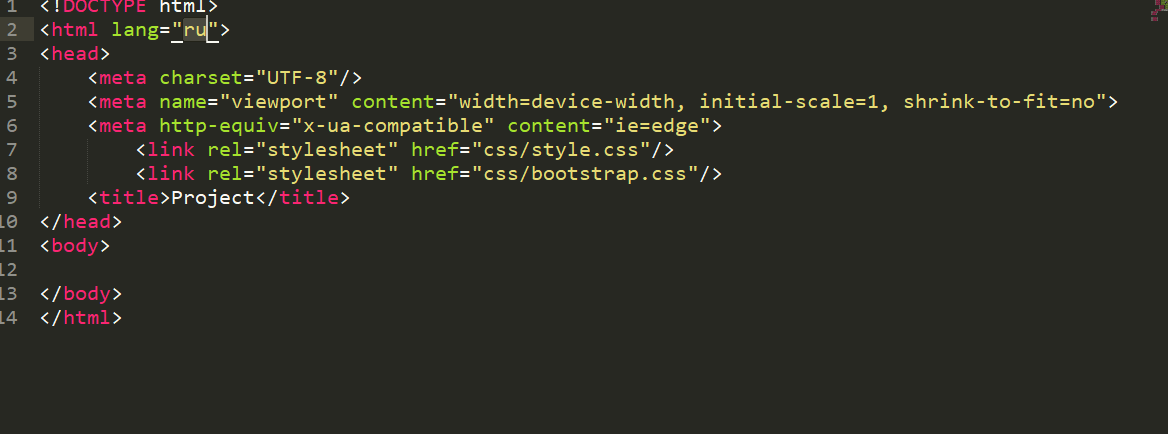 1 <!DOCTYPE html>
2 <html lang="ru">
3 <head>
4     <meta charset="UTF-8"/>
5     <meta name="viewport" content="width=device-width, initial-scale=1, shrink-to-fit=no">
6     <meta http-equiv="x-ua-compatible" content="ie=edge">
7         <link rel="stylesheet" href="css/style.css"/>
8         <link rel="stylesheet" href="css/bootstrap.css"/>
9     <title>Project</title>
10 </head>
11 <body>
12
13 </body>
14 </html>